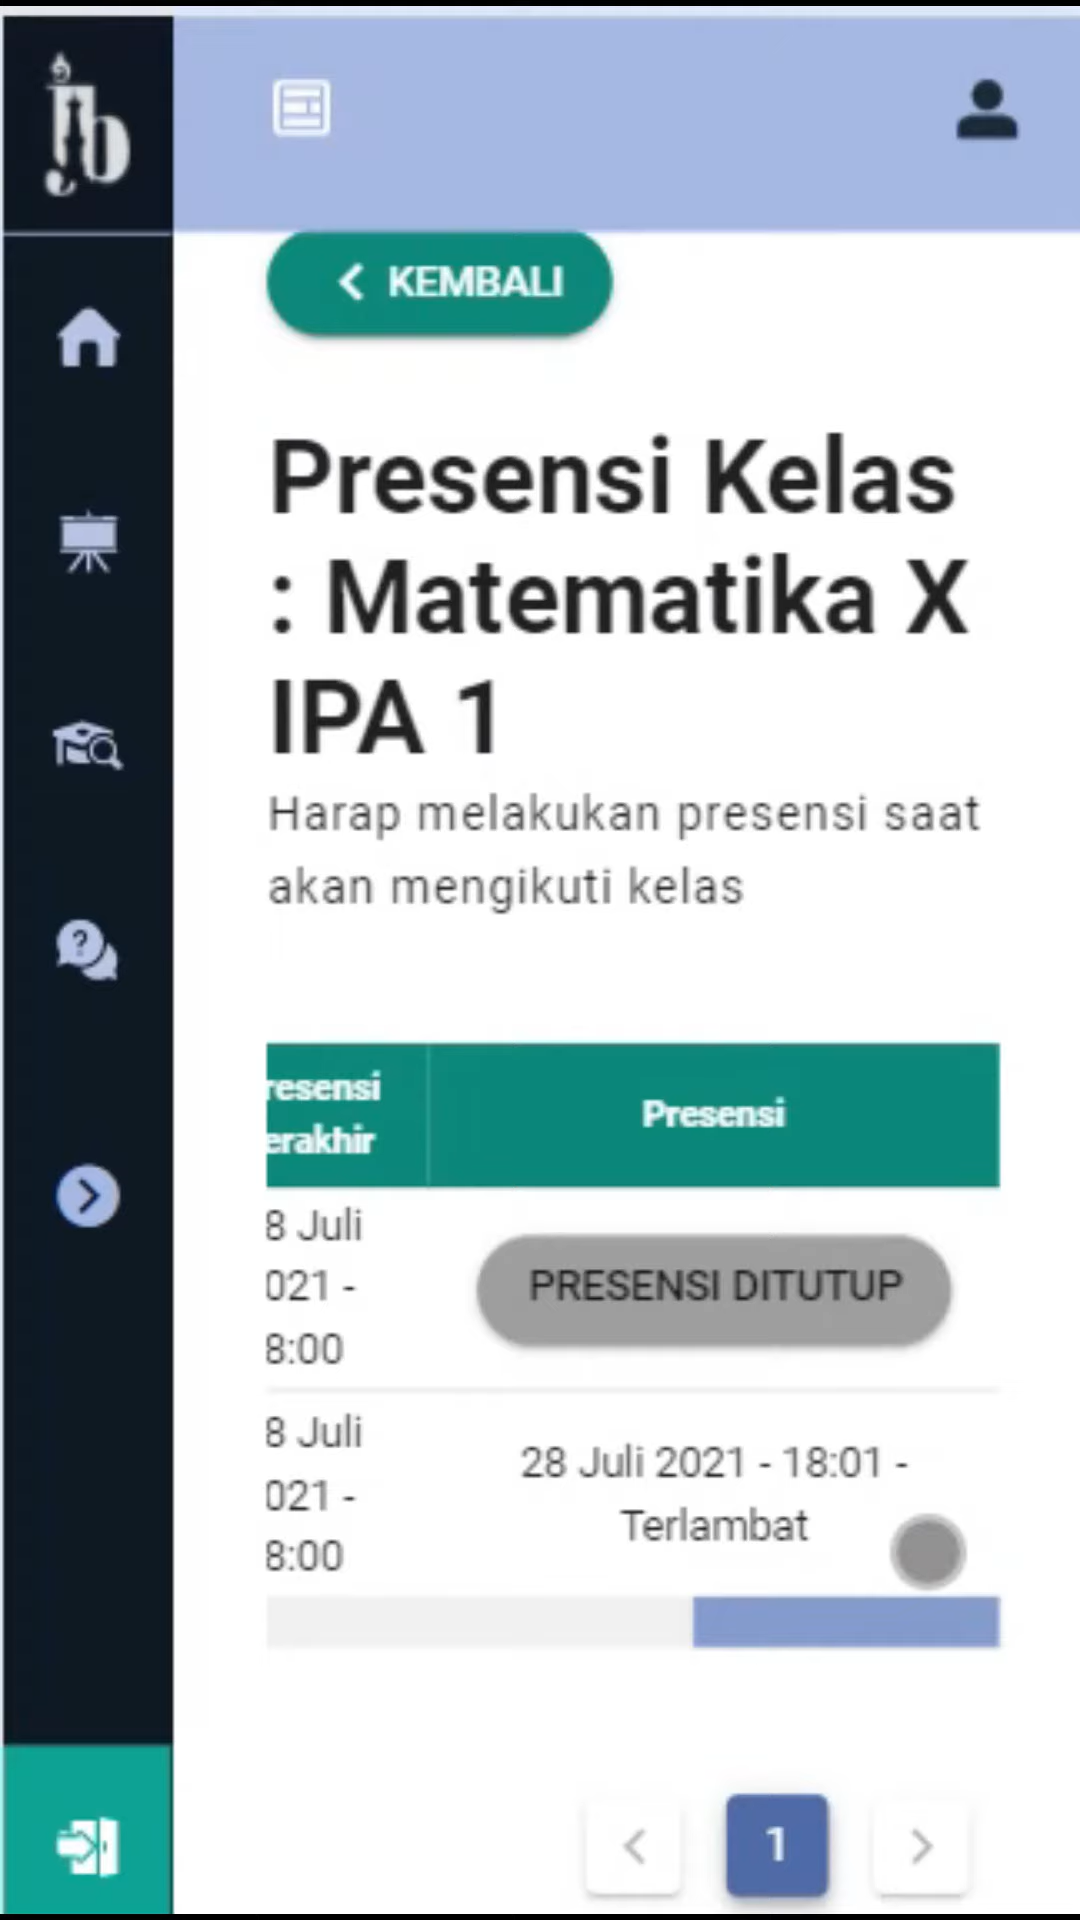 KEMBALI
Presensi Kelas
: Matematika X
IPA 1
Harap melakukan presensi saat
akan mengikuti kelas
resensi
erakhir
Presensi
8 Juli
021 -
8:00
PRESENSI DITUTUP
8 Juli
021 -
8:00
28 Juli 2021 - 18:01 -
Terlambat
1